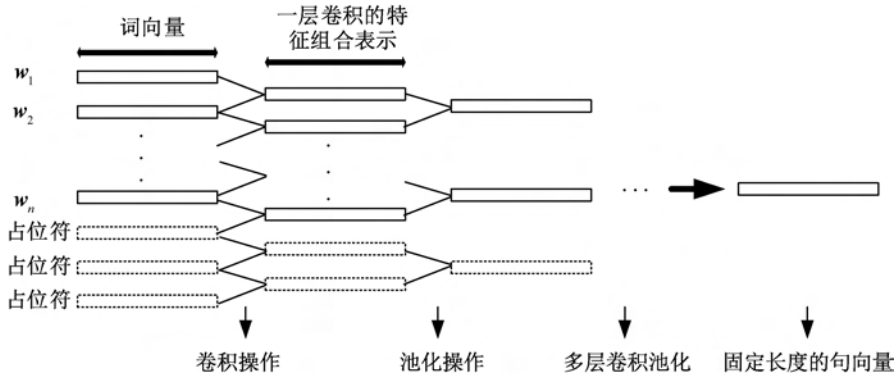 词向量
一层卷积的特
征组合表示
w₁
w₂
wₙ
占位符
占位符
占位符
卷积操作
池化操作
多层卷积池化
固定长度的句向量